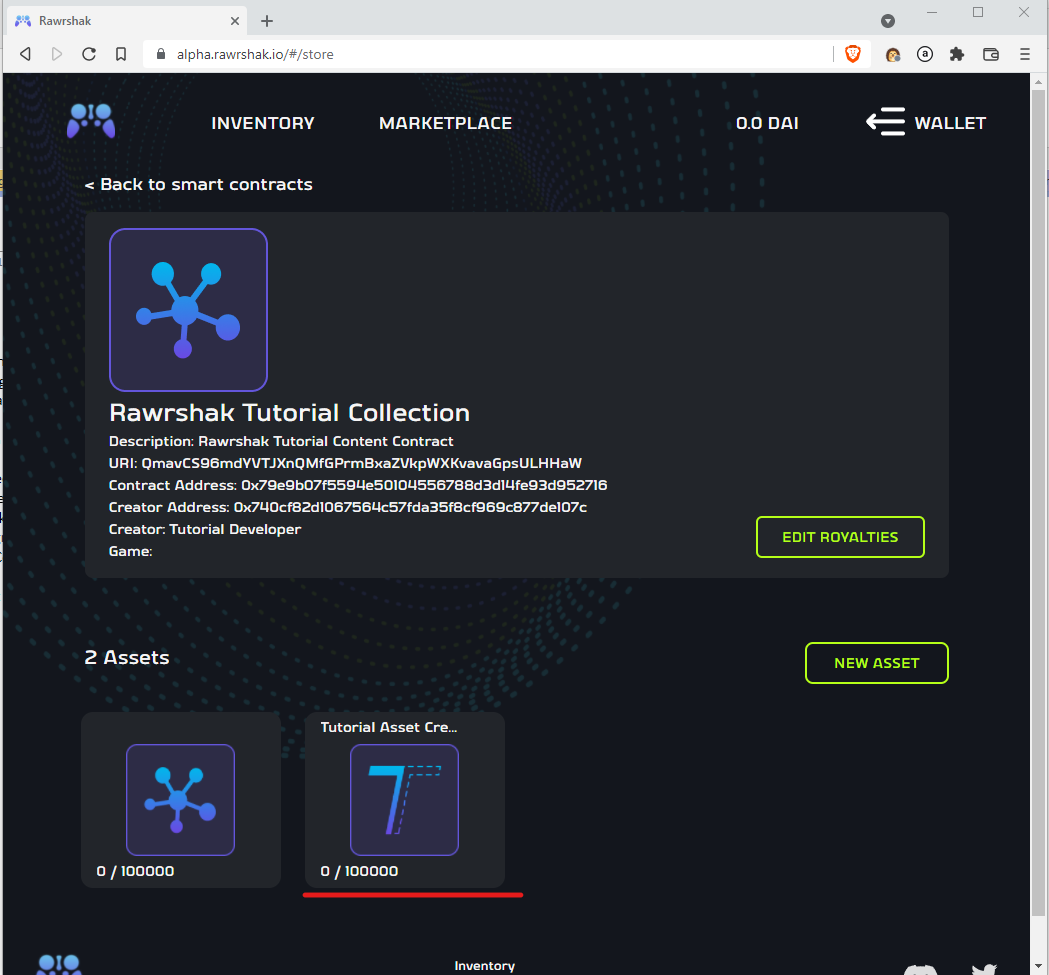 Rawrshak
alpha.rawrshak.io/#/store
INVENTORY
MARKETPLACE
0.0 DAI
WALLET
< Back to smart contracts
Rawrshak Tutorial Collection
Description: Rawrshak Tutorial Content Contract
URI: QmavCS96mdYVTJXnQMfGPrmBxaZVkpWXKvavaGpsULHHaW
Contract Address: 0x79e9b07f5594e50104556788d3d14fe93d952716
Creator Address: 0x740cf82d1067564c57fda35f8cf969c877de107c
Creator: Tutorial Developer
Game:
EDIT ROYALTIES
2 Assets
NEW ASSET
Tutorial Asset Cre...
0 / 100000
0 / 100000
Inventory